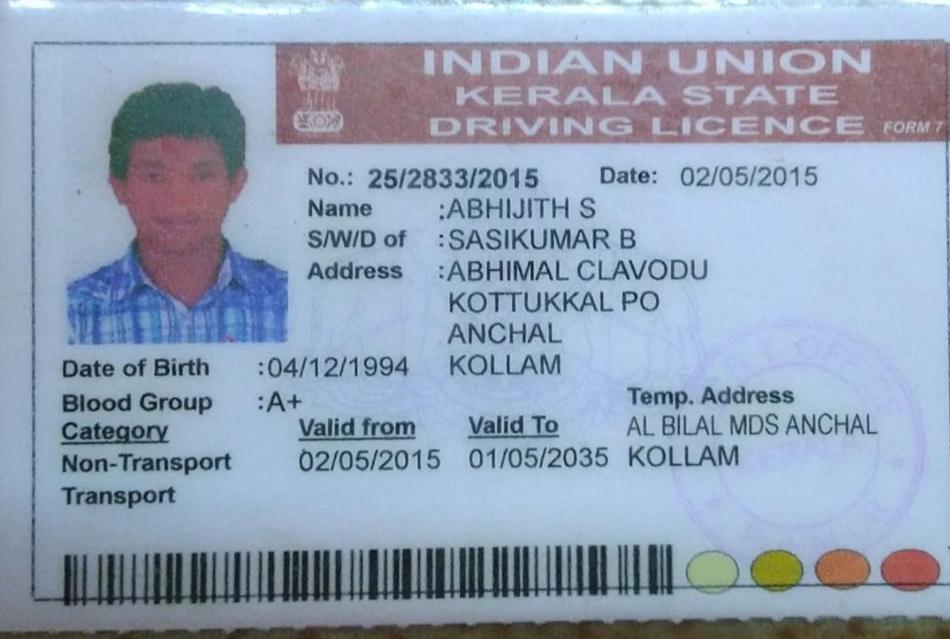 INDIAN UNION
KERALA STATE
DRIVING LICENCE FORM 7
No.: 25/2833/2015 Date: 02/05/2015
Name :ABHIJITH S
S/W/D of :SASIKUMAR B
Address :ABHIMAL CLAVODU
KOTTUKKAL PO
ANCHAL
Date of Birth :04/12/1994 KOLLAM
Blood Group :A+ Temp. Address
Category Valid from Valid To AL BILAL MDS ANCHAL
Non-Transport 02/05/2015 01/05/2035 KOLLAM
Transport
OFFICE
KERALA